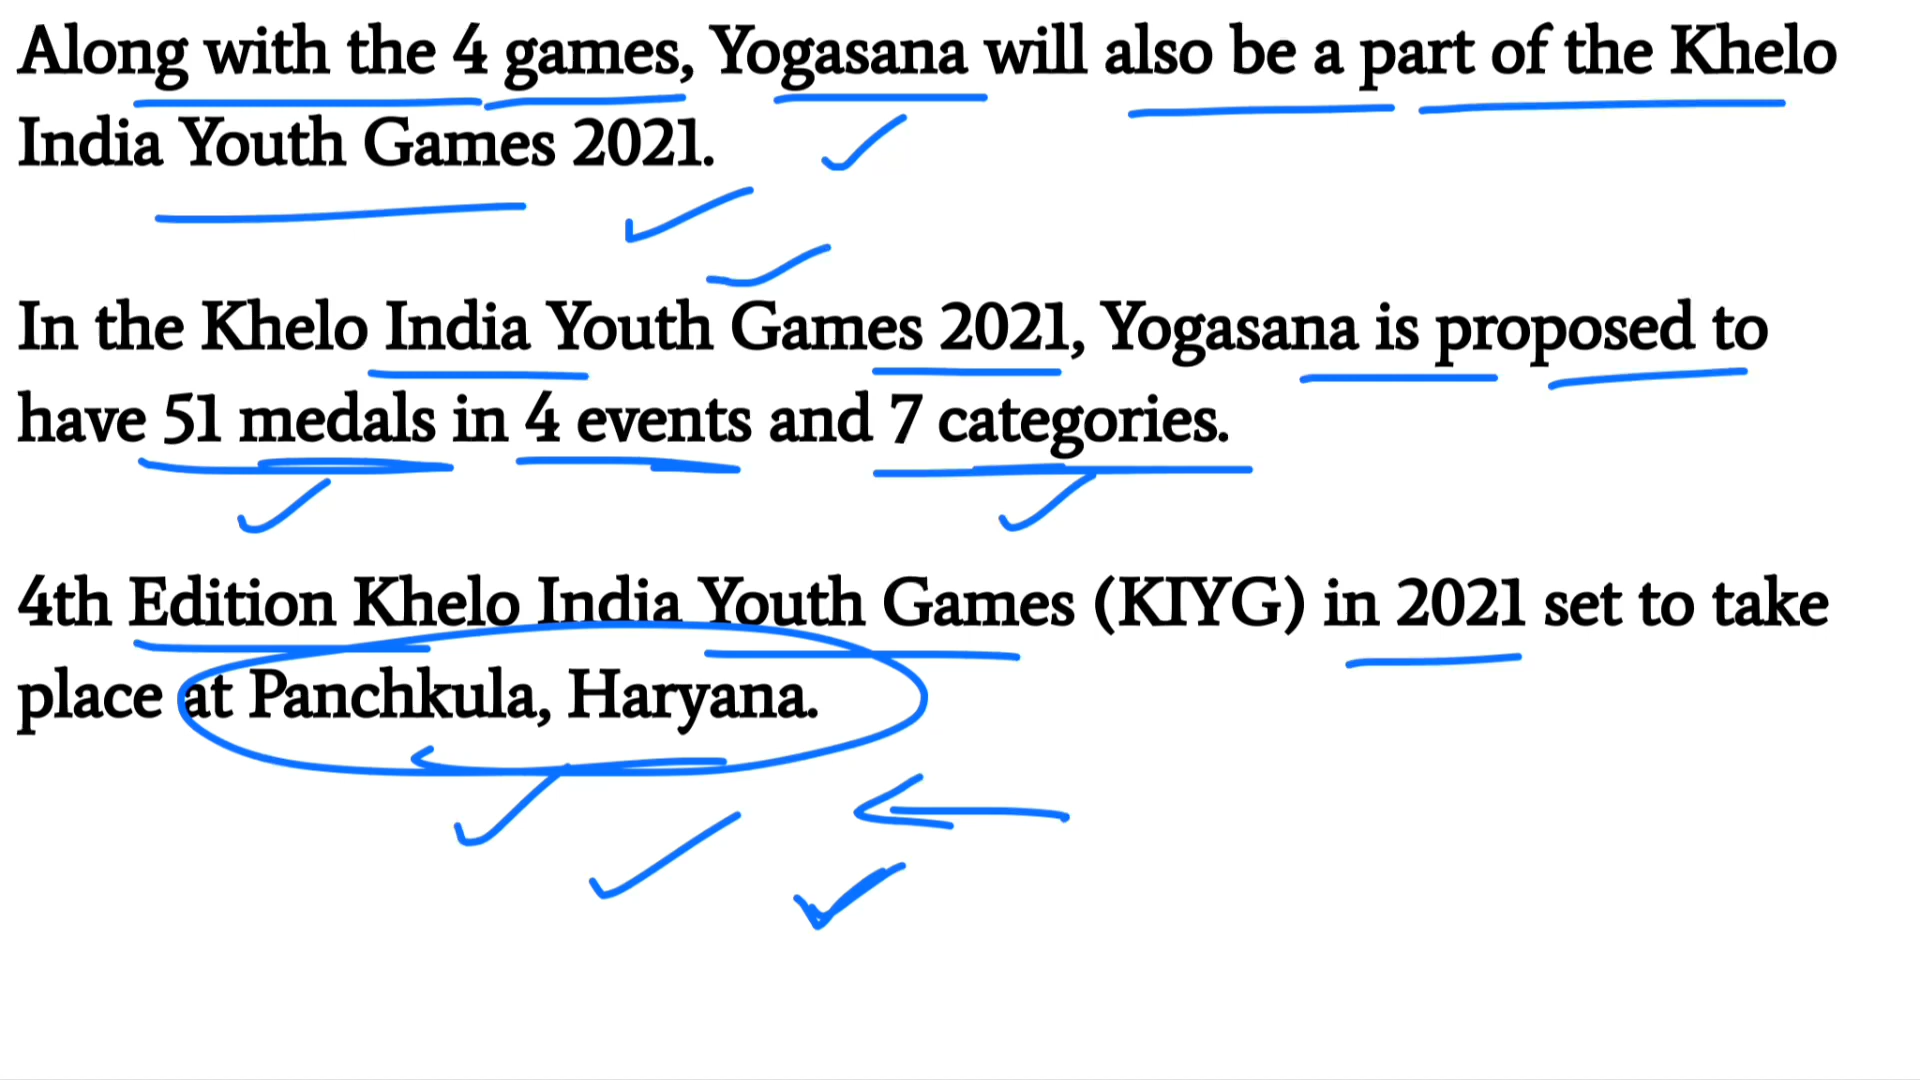 Along with the 4 games, Yogasana will also be a part of the Khelo
India Youth Games 2021.
In the Khelo India Youth Games 2021, Yogasana is proposed to
have 51 medals in 4 events and 7 categories.
4th Edition Khelo India Youth Games (KIYG) in 2021 set to take
place at Panchkula, Haryana.